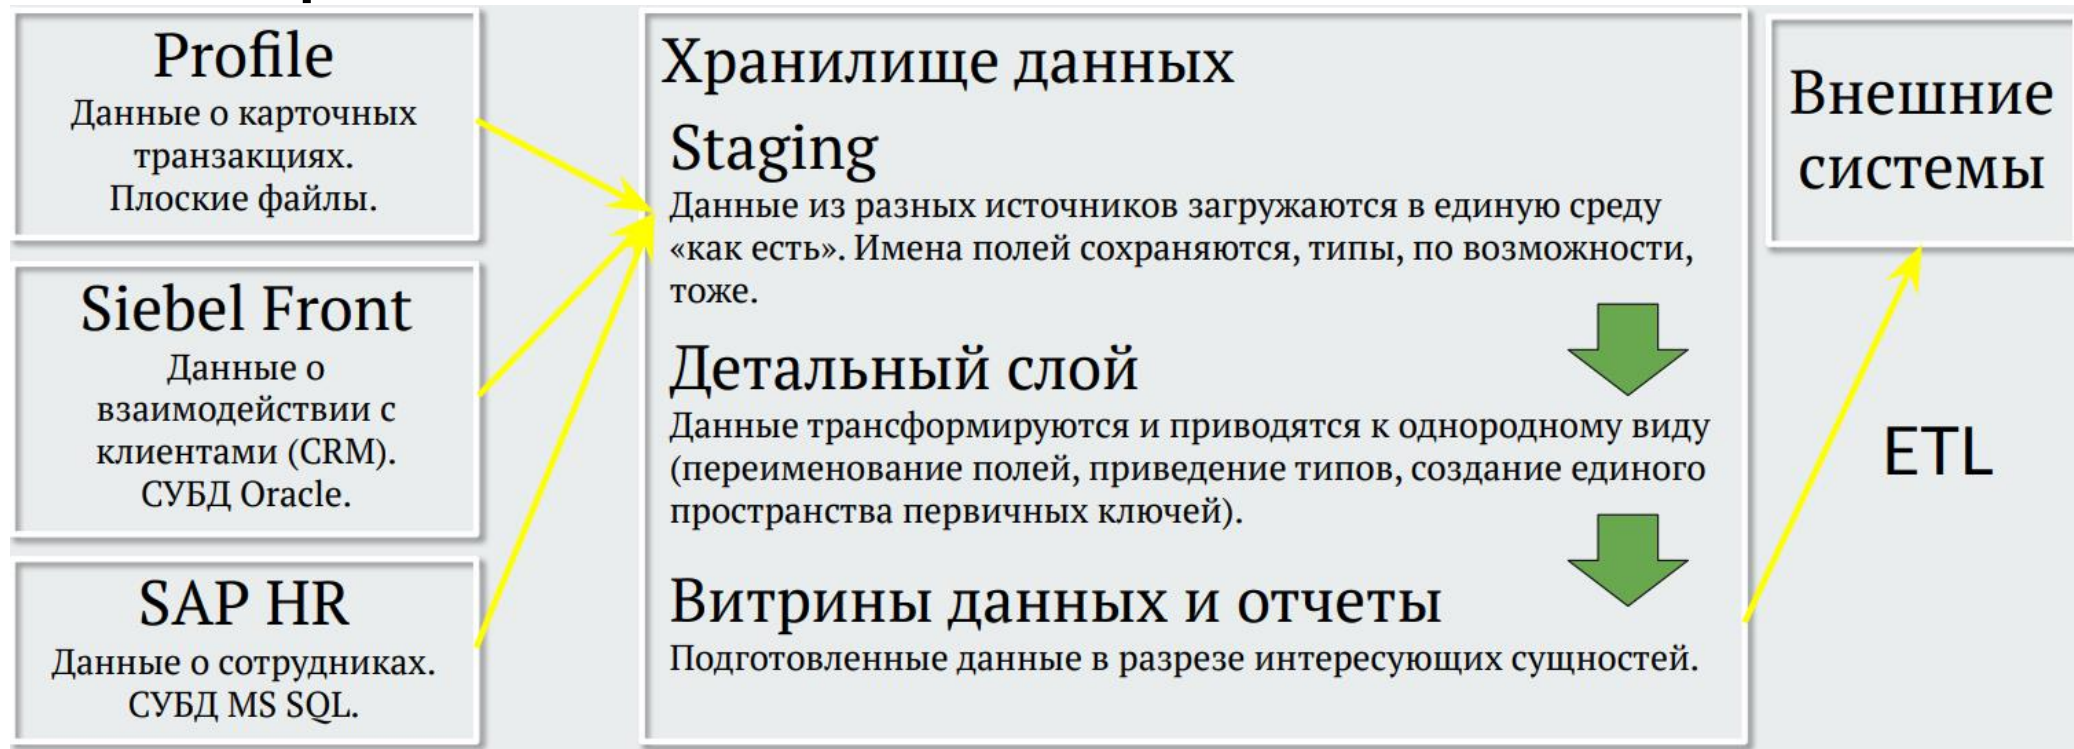 Profile
Данные о карточных
транзакциях.
Плоские файлы.
Siebel Front
Данные о
взаимодействии с
клиентами (CRM).
СУБД Oracle.
SAP HR
Данные о сотрудниках.
СУБД MS SQL.
Хранилище данных
Staging
Данные из разных источников загружаются в единую среду
«как есть». Имена полей сохраняются, типы, по возможности,
тоже.
Детальный слой
Данные трансформируются и приводятся к однородному виду
(переименование полей, приведение типов, создание единого
пространства первичных ключей).
Витрины данных и отчеты
Подготовленные данные в разрезе интересующих сущностей.
Внешние
системы
ETL